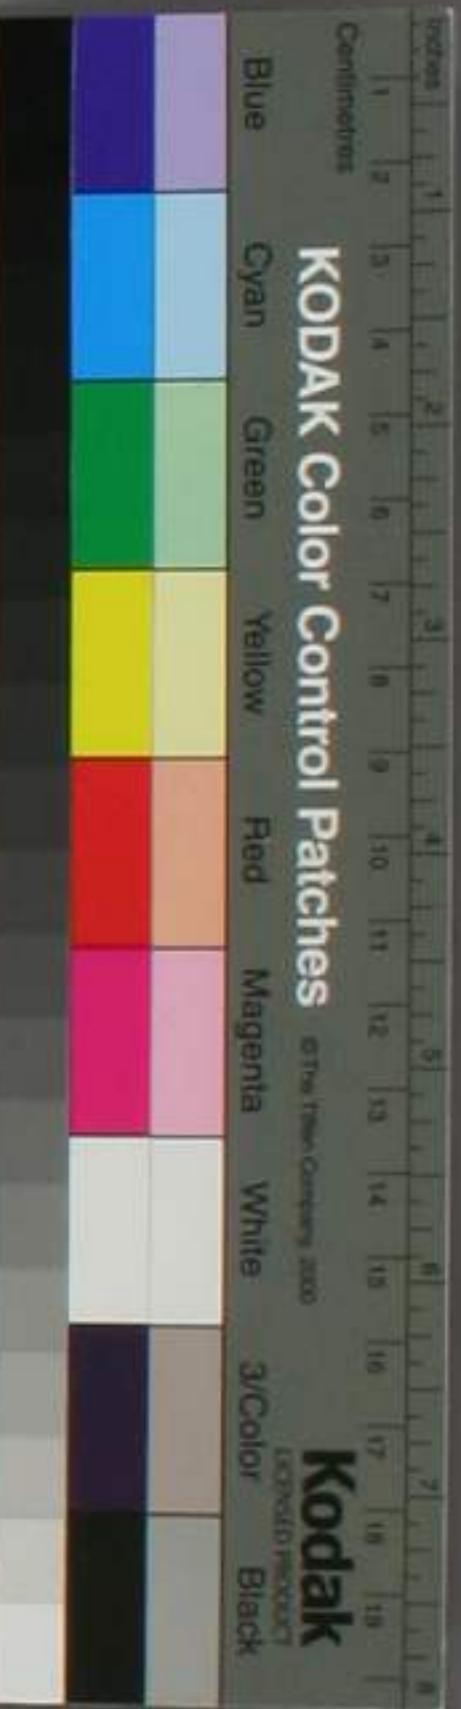 Inches 1 2 3 4 5 6 7 8
Centimetres 1 2 3 4 5 6 7 8 9 10 11 12 13 14 15 16 17 18 19
KODAK Color Control Patches
© The Tiffen Company, 2000
Kodak
LICENSED PRODUCT
Blue Cyan Green Yellow Red Magenta White 3/Color Black